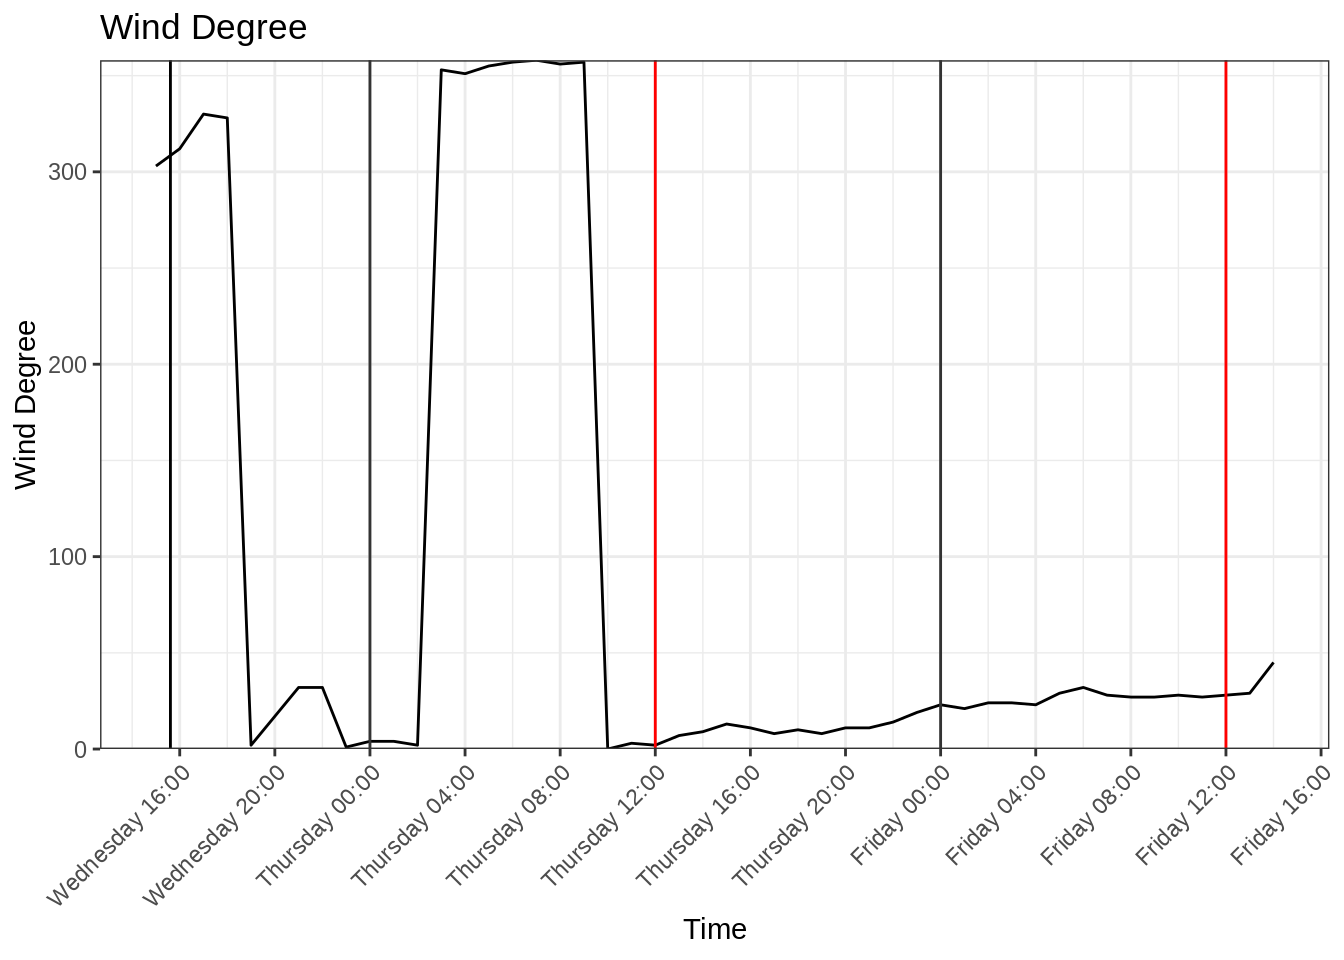 Wind Degree
Wind Degree
300
200
100
0
Wednesday 16:00
Wednesday 20:00
Thursday 00:00
Thursday 04:00
Thursday 08:00
Thursday 12:00
Thursday 16:00
Thursday 20:00
Friday 00:00
Friday 04:00
Friday 08:00
Friday 12:00
Friday 16:00
Time